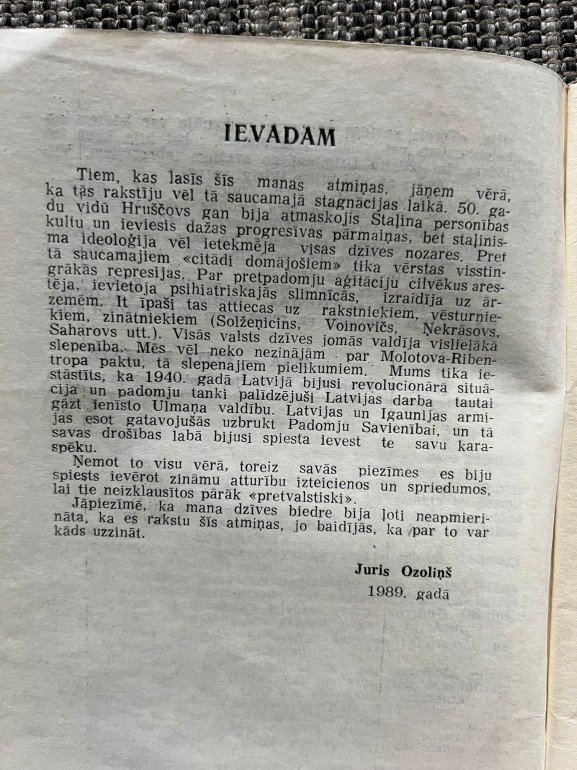 IEVADAM
Tiem, kas lasīs šīs manas atmiņas, jāņem vērā,
ka tās rakstīju vēl tā saucamajā stagnācijas laikā. 50. ga-
du vidū Hruščovs gan bija atmaskojis Staļina personības
kultu un ieviesis dažas progresīvas pārmaiņas, bet staļinis-
ma ideoloģija vēl ietekmēja visas dzīves nozares. Pret
tā saucamajiem «citādi domājošiem» tika vērstas visstin-
grākās represijas. Par pretpadomju aģitāciju cilvēkus ares-
tēja, ievietoja psihiatriskajās slimnīcās, izraidīja uz ār-
zemēm. It īpaši tas attiecas uz rakstniekiem, vēsturnie-
kiem, zinātniekiem (Solžeņicins, Voinovičs, Ņekrāsovs,
Saharovs utt.). Visās valsts dzīves jomās valdīja vislielākā
slepenība. Mēs vēl neko nezinājām par Molotova-Riben-
tropa paktu, tā slepenajiem pielikumiem. Mums tika ie-
stāstīts, ka 1940. gadā Latvijā bijusi revolucionārā situā-
cija un padomju tanki palīdzējuši Latvijas darba tautai
gāzt ienīsto Ulmaņa valdību. Latvijas un Igaunijas armi-
jas esot gatavojušās uzbrukt Padomju Savienībai, un tā
savas drošības labā bijusi spiesta ievest te savu kara-
spēku.
Ņemot to visu vērā, toreiz savās piezīmes es biju
spiests ievērot zināmu atturību izteicienos un spriedumos,
lai tie neizklausītos pārāk «pretvalstiski».
Jāpiezīmē, ka mana dzīves biedre bija ļoti neapmieri-
nāta, ka es rakstu šīs atmiņas, jo baidījās, ka par to var
kāds uzzināt.
Juris Ozoliņš
1989. gadā